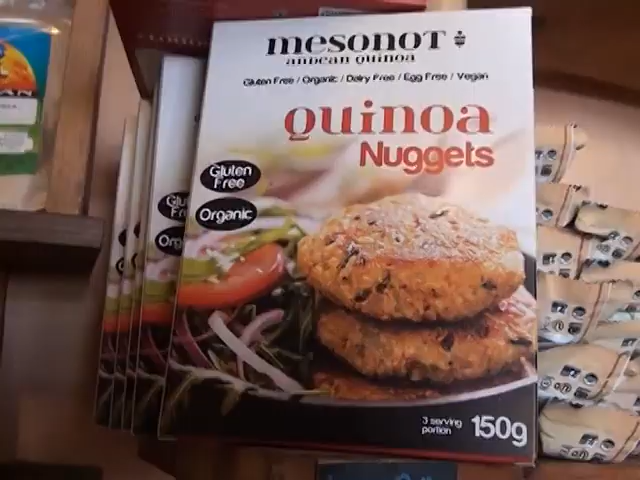 mesonot
andean quinoa
Gluten Free / Organic / Dairy Free / Egg Free / Vegan
quinoa
Nuggets
Gluten
Free
Organic
3 serving
portion
150g